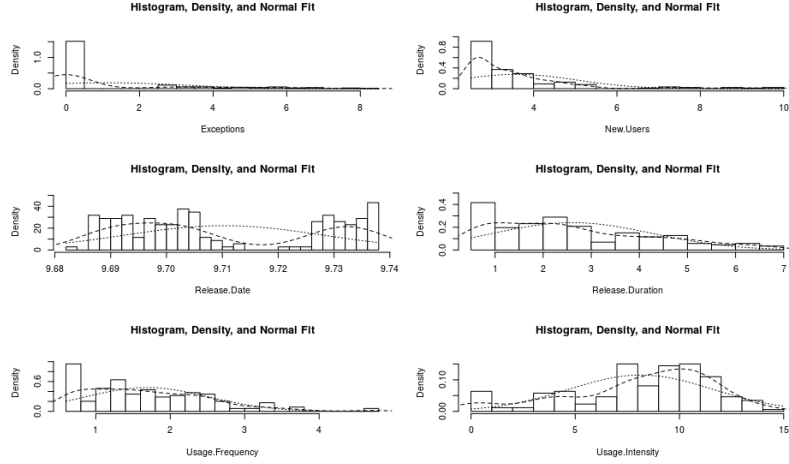 Histogram, Density, and Normal Fit
Density
0.0 1.0
0 2 4 6 8
Exceptions
Histogram, Density, and Normal Fit
Density
0.0 0.4 0.8
4 6 8 10
New.Users
Histogram, Density, and Normal Fit
Density
0 20 40
9.68 9.69 9.70 9.71 9.72 9.73 9.74
Release.Date
Histogram, Density, and Normal Fit
Density
0.0 0.2 0.4
1 2 3 4 5 6 7
Release.Duration
Histogram, Density, and Normal Fit
Density
0.0 0.6
1 2 3 4
Usage.Frequency
Histogram, Density, and Normal Fit
Density
0.00 0.10
0 5 10 15
Usage.Intensity